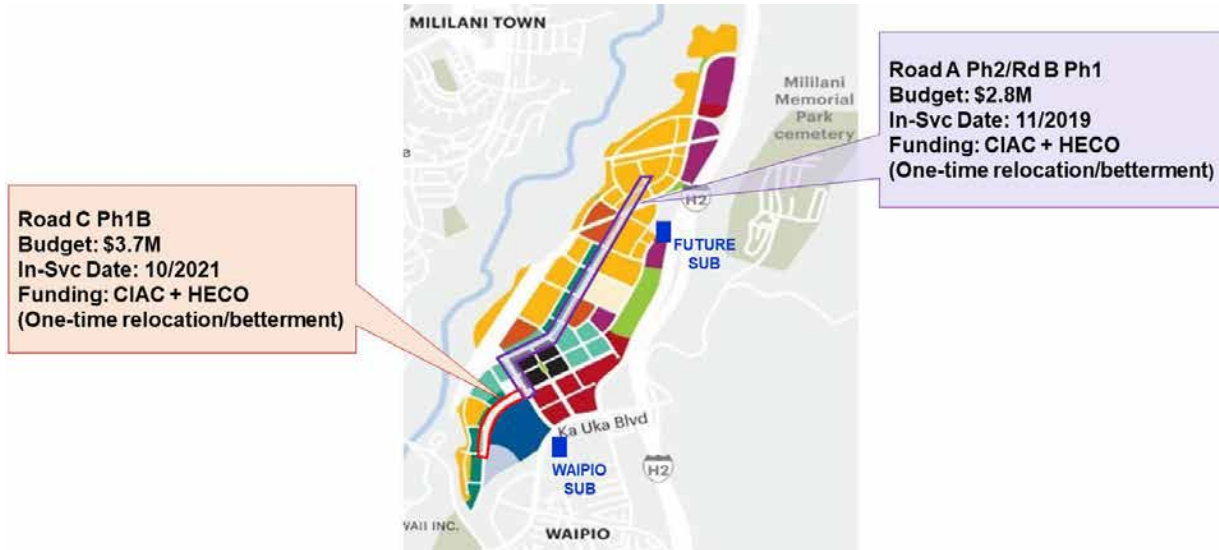 MILILANI TOWN
Mililani
Memorial
Park
cemetery
H2
Road A Ph2/Rd B Ph1
Budget: $2.8M
In-Svc Date: 11/2019
Funding: CIAC + HECO
(One-time relocation/betterment)
Road C Ph1B
Budget: $3.7M
In-Svc Date: 10/2021
Funding: CIAC + HECO
(One-time relocation/betterment)
FUTURE
SUB
Ka Uka Blvd
WAIPIO
SUB
H2
WAII INC.
WAIPIO